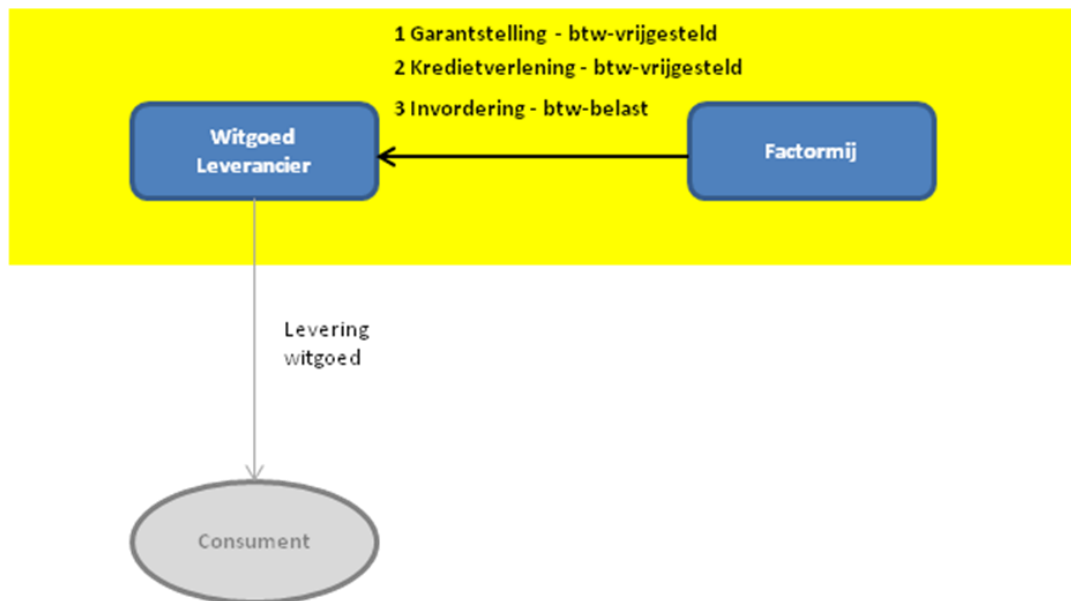 1 Garantstelling - btw-vrijgesteld
2 Kredietverlening - btw-vrijgesteld
3 Invordering - btw-belast
Witgoed
Leverancier
Factormij
Levering
witgoed
Consument